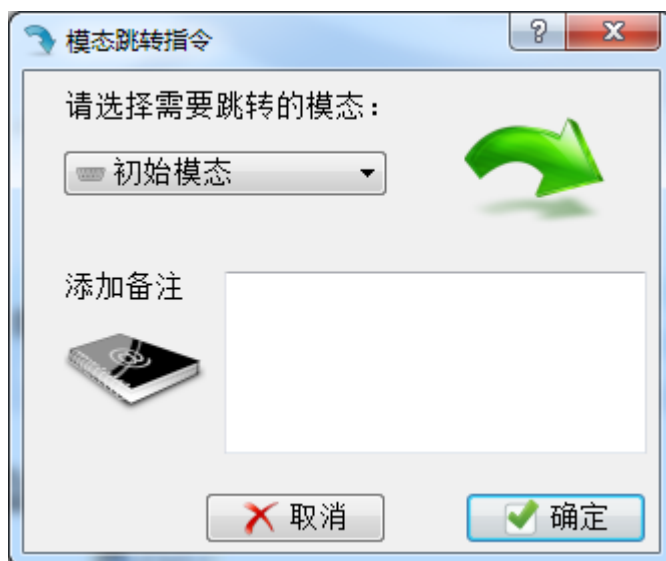 模态跳转指令
请选择需要跳转的模态：
初始模态
添加备注
取消
确定